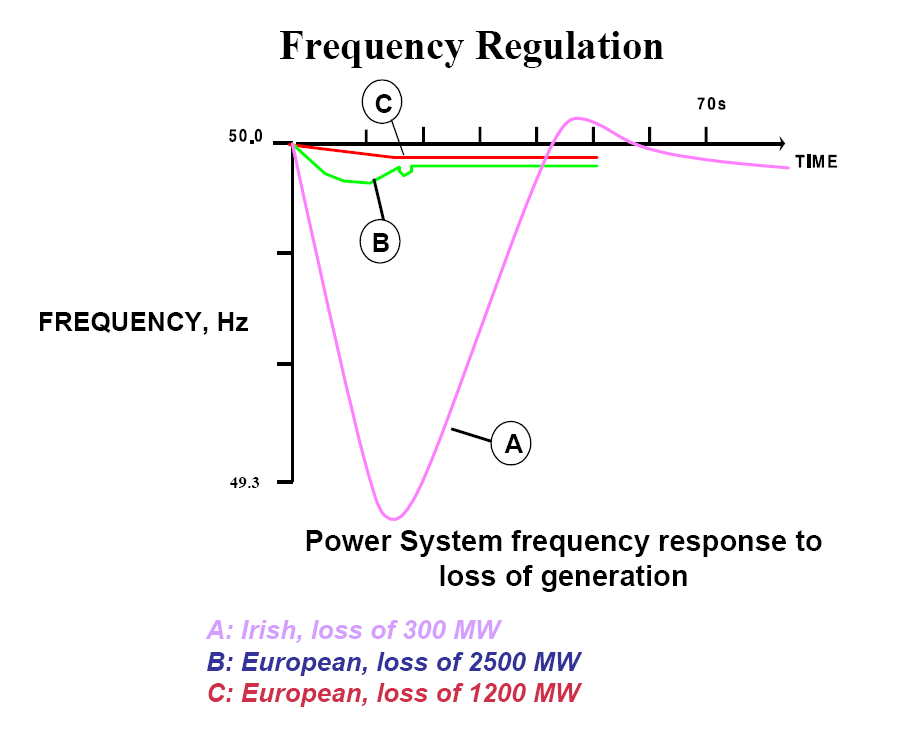 Frequency Regulation
C
70s
50.0
TIME
B
FREQUENCY, Hz
A
49.3
Power System frequency response to
loss of generation
A: Irish, loss of 300 MW
B: European, loss of 2500 MW
C: European, loss of 1200 MW